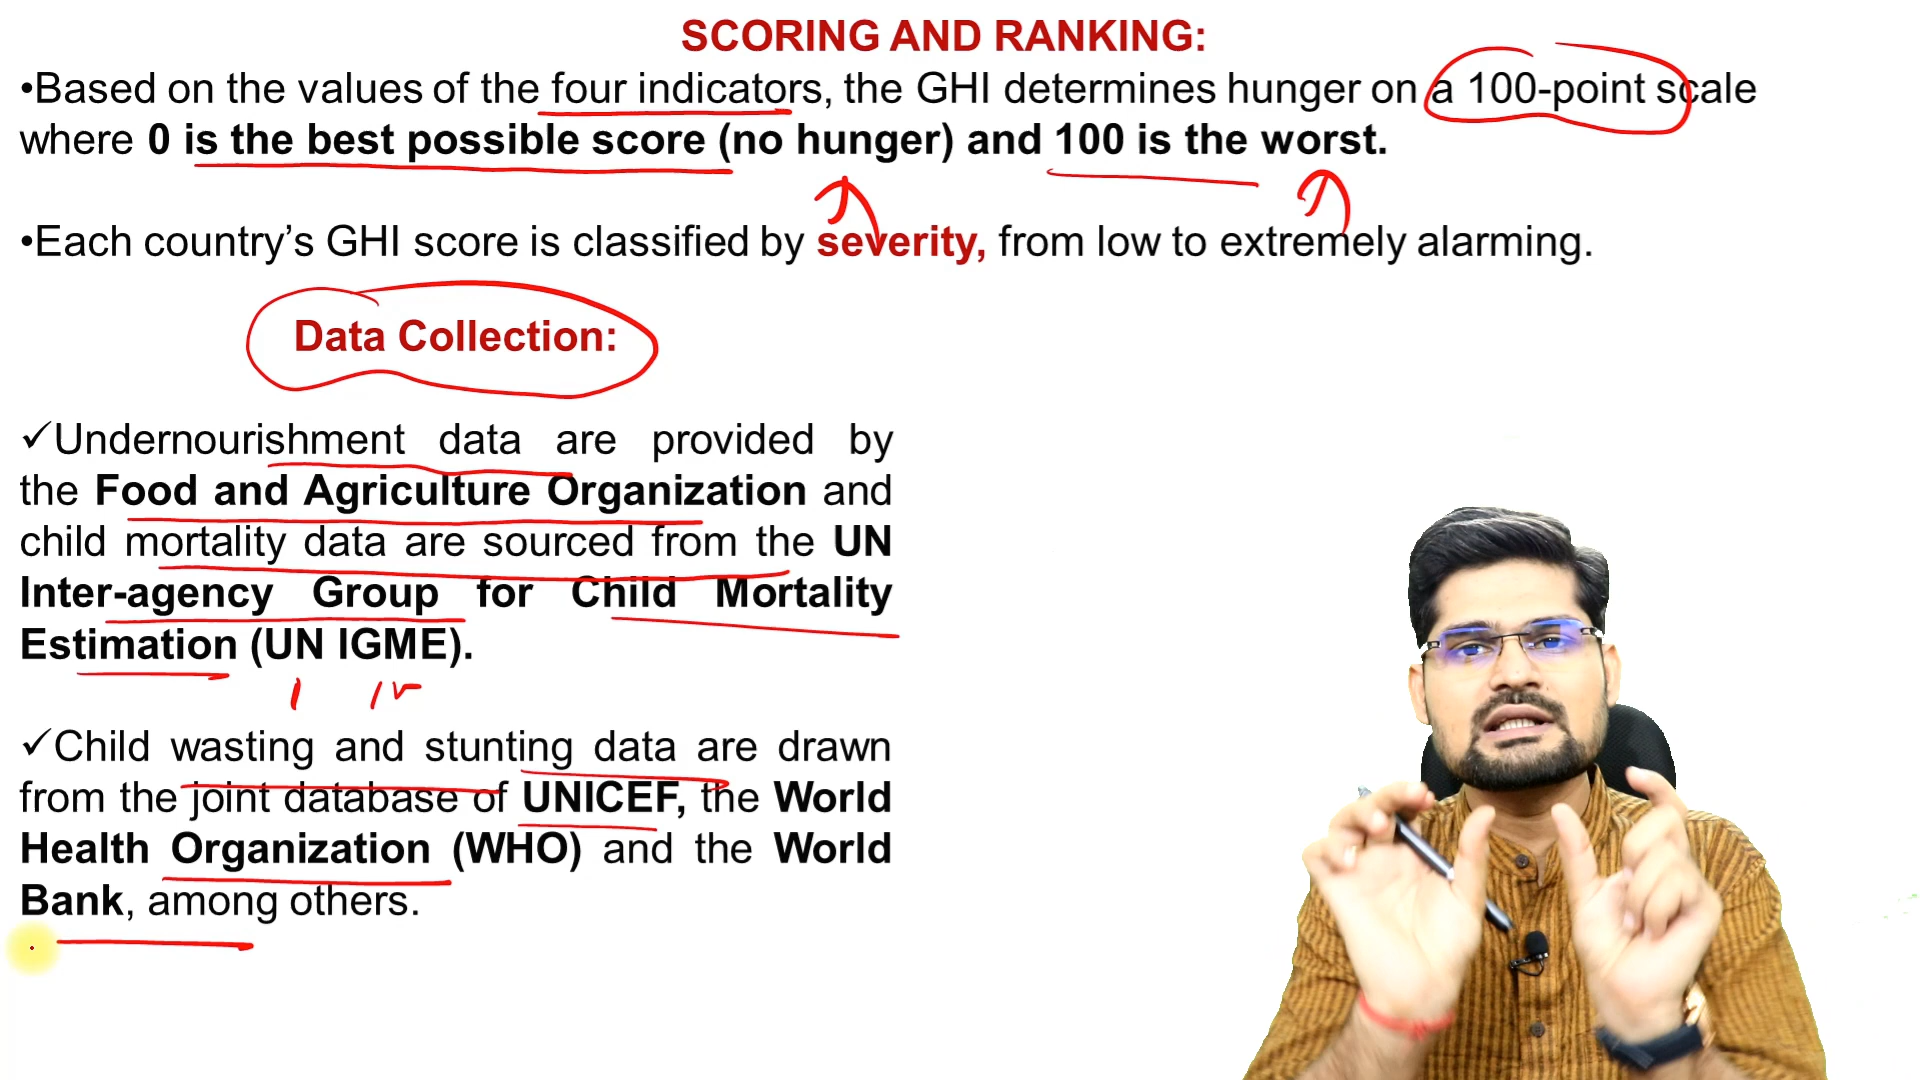 SCORING AND RANKING:
•Based on the values of the four indicators, the GHI determines hunger on a 100-point scale
where 0 is the best possible score (no hunger) and 100 is the worst.
•Each country’s GHI score is classified by severity, from low to extremely alarming.
Data Collection:
✓Undernourishment data are provided by
the Food and Agriculture Organization and
child mortality data are sourced from the UN
Inter-agency Group for Child Mortality
Estimation (UN IGME).
✓Child wasting and stunting data are drawn
from the joint database of UNICEF, the World
Health Organization (WHO) and the World
Bank, among others.